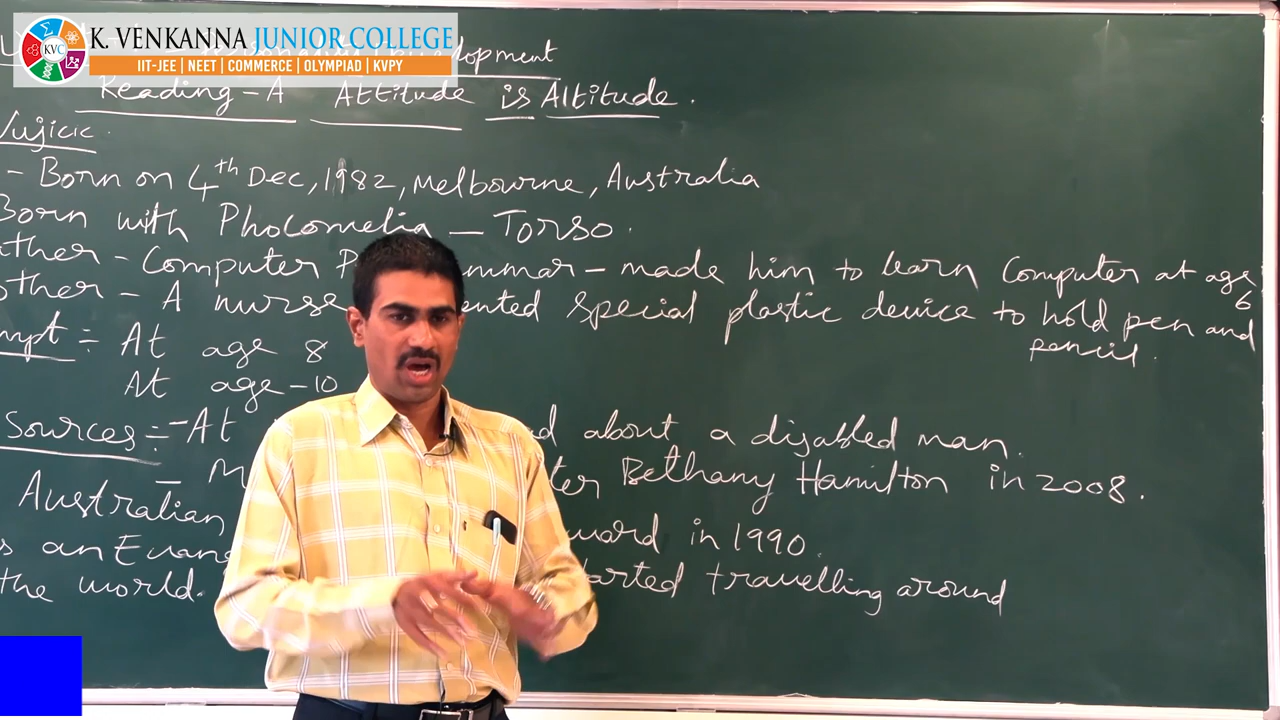 K. VENKANNA JUNIOR COLLEGE
KVC
IIT-JEE | NEET | COMMERCE | OLYMPIAD | KVPY
Reading - A Attitude is Altitude.
Vujicic.
- Born on 4th Dec, 1982, Melbourne, Australia
Born with Phocomelia - Torso.
ather - Computer P mmar - made him to learn Computer at age 6
other - A nurse ented special plastic device to hold pen and pencil.
mpt :- At age 8
At age - 10
Sources :- - At d about a disabled man.
- M ter Bethany Hamilton in 2008.
Australian ward in 1990.
s an Evang tarted travelling around
the world.